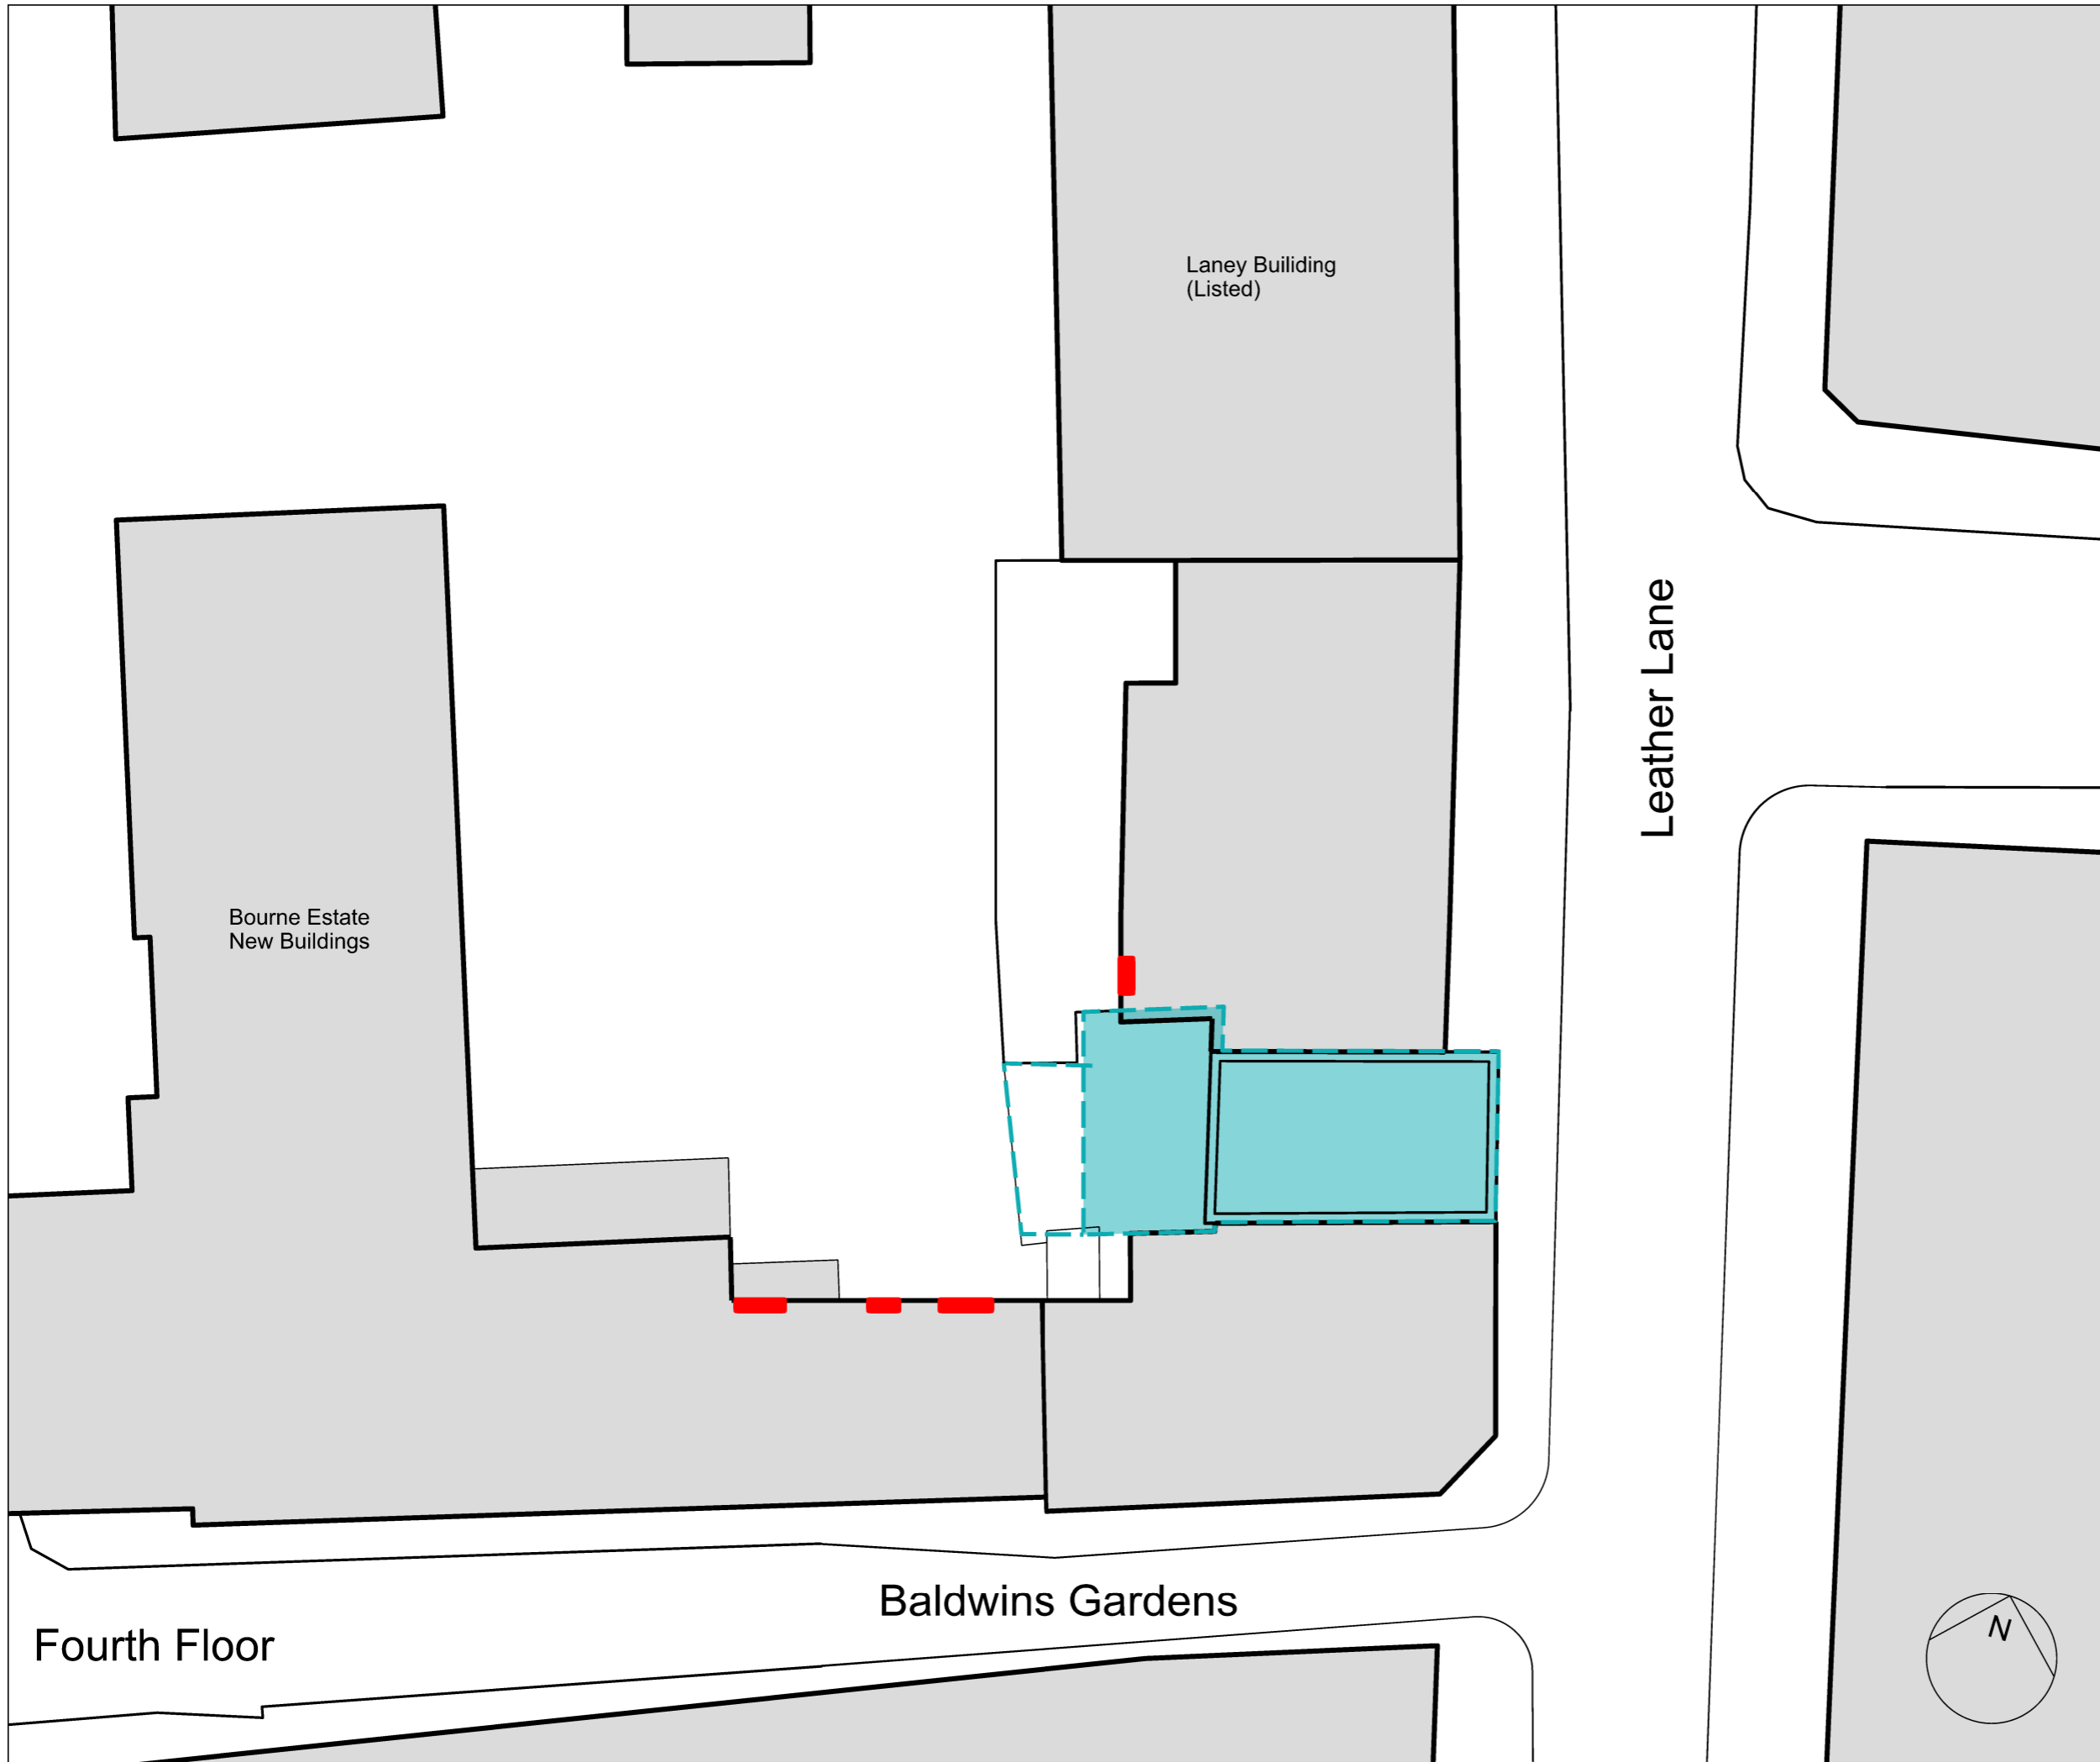 Laney Builiding
(Listed)
Leather Lane
Bourne Estate
New Buildings
Baldwins Gardens
Fourth Floor
N